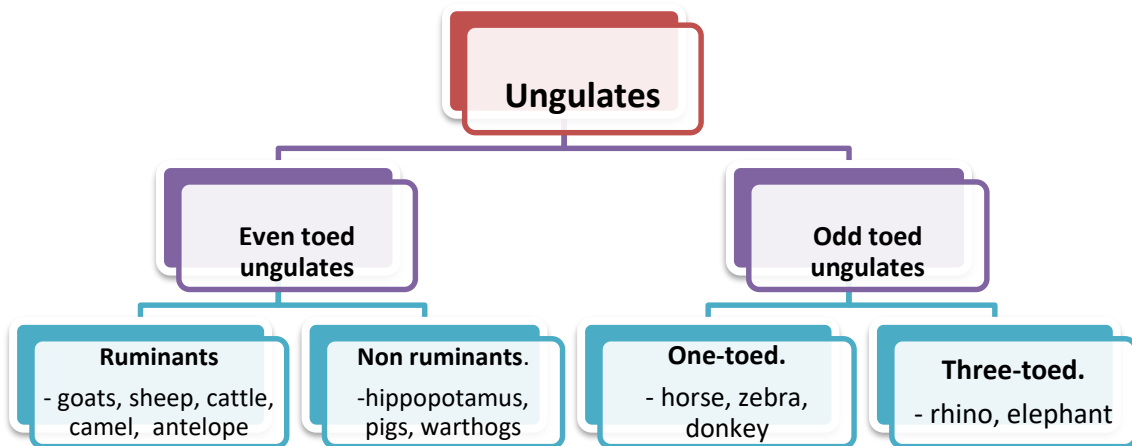 Ungulates
Even toed
ungulates
Odd toed
ungulates
Ruminants
- goats, sheep, cattle,
camel, antelope
Non ruminants.
-hippopotamus,
pigs, warthogs
One-toed.
- horse, zebra,
donkey
Three-toed.
- rhino, elephant